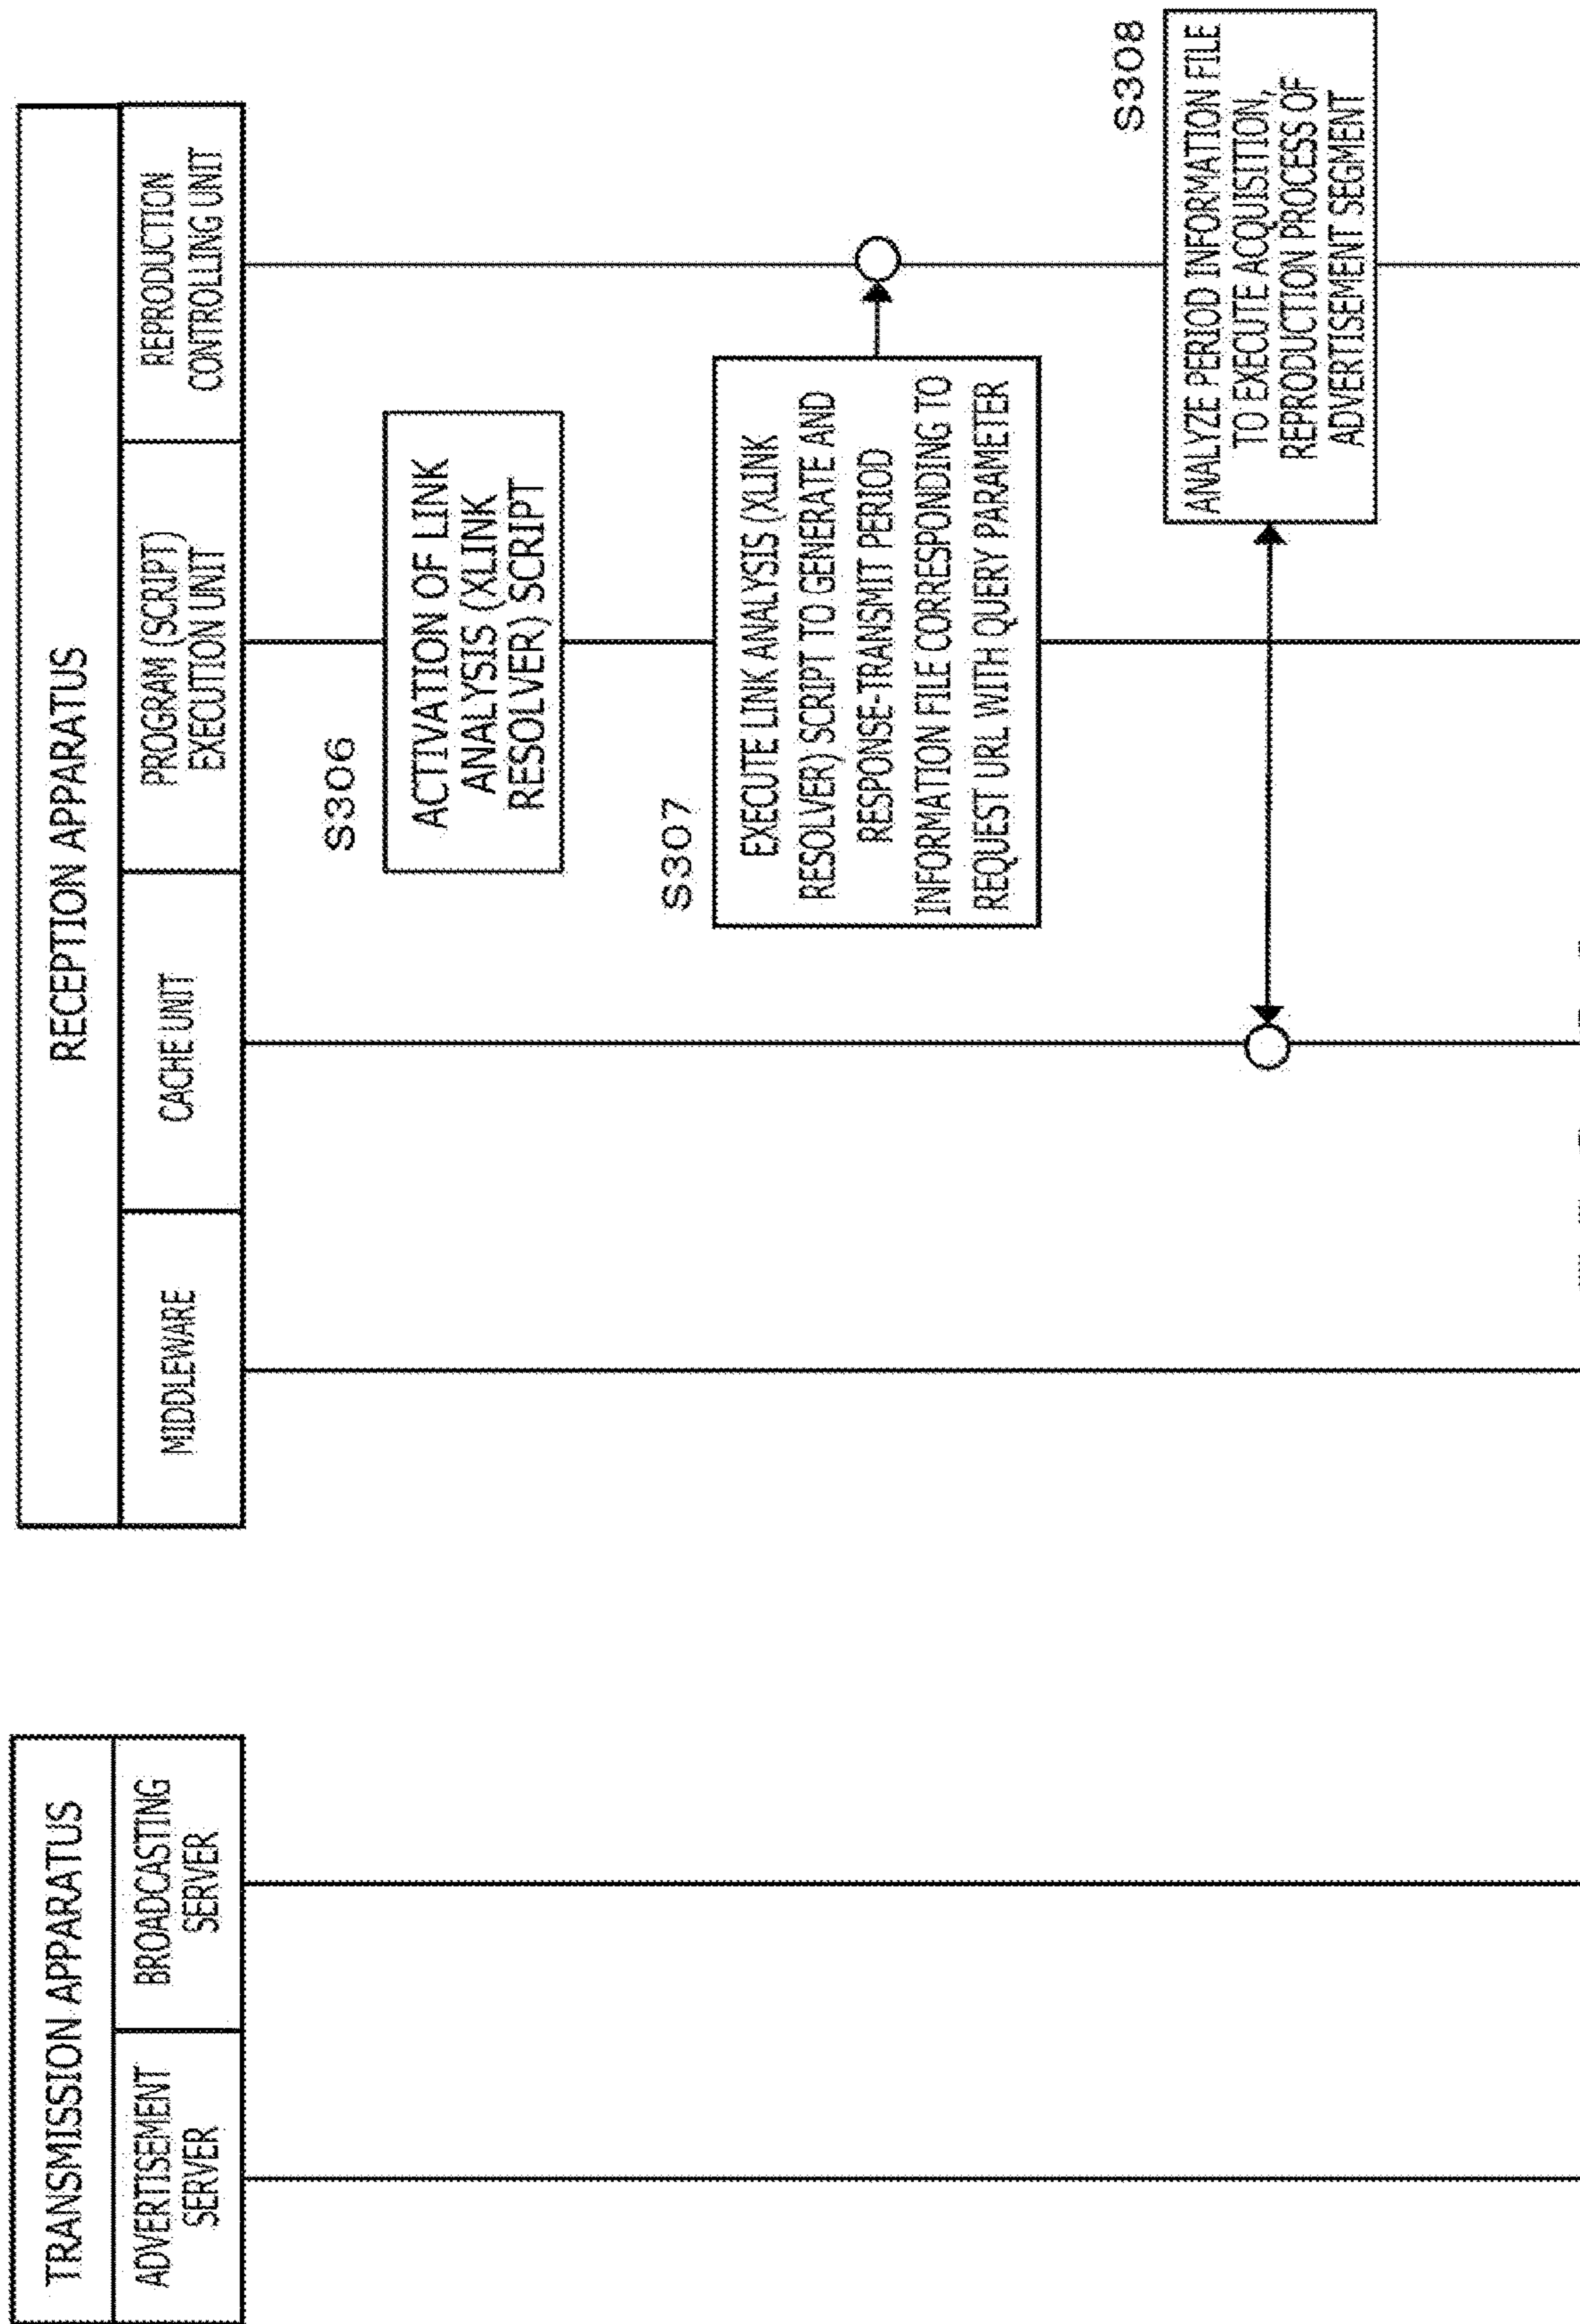 TRANSMISSION APPARATUS
ADVERTISEMENT
SERVER
BROADCASTING
SERVER
RECEPTION APPARATUS
MIDDLEWARE
CACHE UNIT
PROGRAM (SCRIPT)
EXECUTION UNIT
REPRODUCTION
CONTROLLING UNIT
S306
ACTIVATION OF LINK
ANALYSIS (XLINK
RESOLVER) SCRIPT
S307
EXECUTE LINK ANALYSIS (XLINK
RESOLVER) SCRIPT TO GENERATE AND
RESPONSE-TRANSMIT PERIOD
INFORMATION FILE CORRESPONDING TO
REQUEST URL WITH QUERY PARAMETER
S308
ANALYZE PERIOD INFORMATION FILE
TO EXECUTE ACQUISITION,
REPRODUCTION PROCESS OF
ADVERTISEMENT SEGMENT